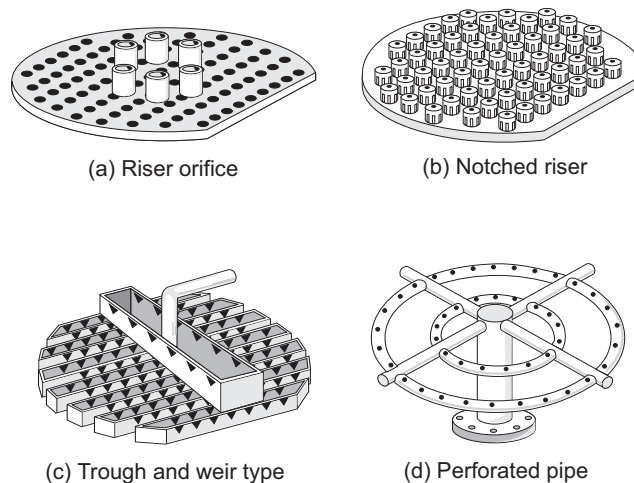 (a) Riser orifice
(b) Notched riser
(c) Trough and weir type
(d) Perforated pipe